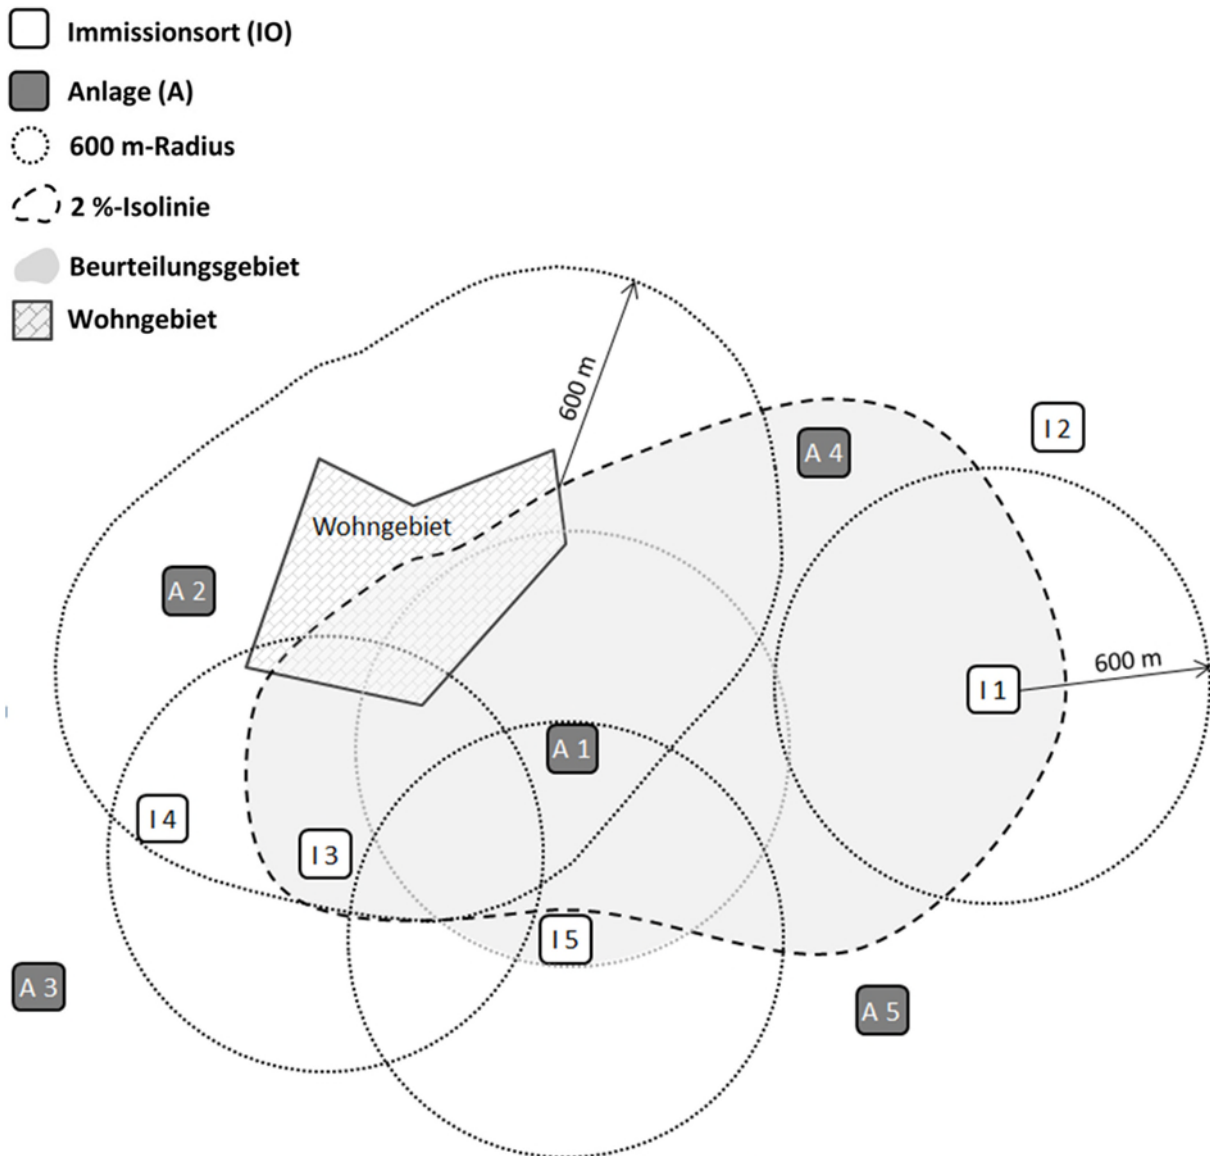 Immissionsort (IO)
Anlage (A)
600 m-Radius
2 %-Isolinie
Beurteilungsgebiet
Wohngebiet
600 m
I 2
A 4
Wohngebiet
A 2
600 m
I 1
A 1
I 4
I 3
I 5
A 3
A 5